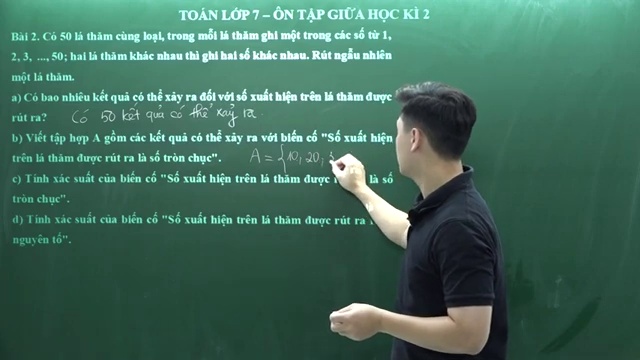 TOÁN LỚP 7 – ÔN TẬP GIỮA HỌC KÌ 2
Bài 2. Có 50 lá thăm cùng loại, trong mỗi lá thăm ghi một trong các số từ 1,
2, 3, ..., 50; hai lá thăm khác nhau thì ghi hai số khác nhau. Rút ngẫu nhiên
một lá thăm.
a) Có bao nhiêu kết quả có thể xảy ra đối với số xuất hiện trên lá thăm được
rút ra? Có 50 kết quả có thể xảy ra.
b) Viết tập hợp A gồm các kết quả có thể xảy ra với biến cố "Số xuất hiện
trên lá thăm được rút ra là số tròn chục". A = { 10; 20;
c) Tính xác suất của biến cố "Số xuất hiện trên lá thăm được là số
tròn chục".
d) Tính xác suất của biến cố "Số xuất hiện trên lá thăm được rút ra
nguyên tố".